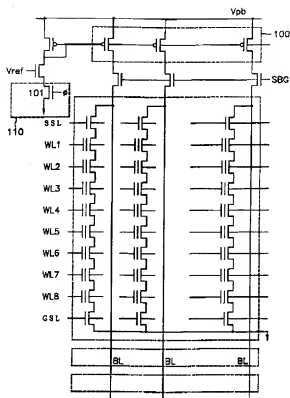 Vpb
100
Vref
101
ø
SBG
110
SSL
WL1
WL2
WL3
WL4
WL5
WL6
WL7
WL8
GSL
BL BL BL